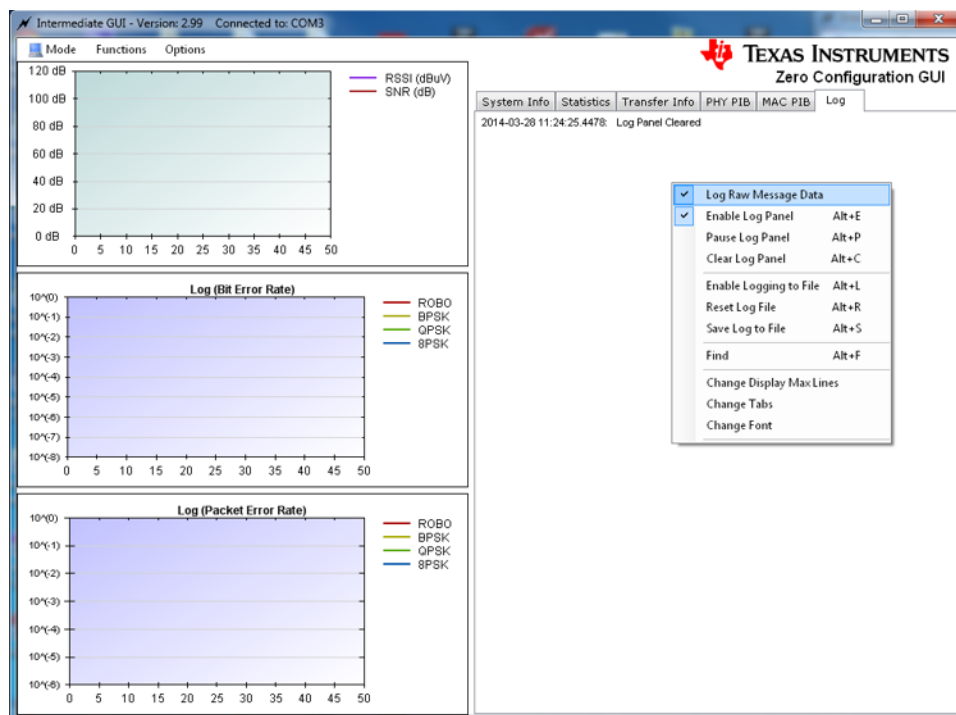 Intermediate GUI - Version: 2.99 Connected to: COM3
Mode Functions Options
TEXAS INSTRUMENTS
Zero Configuration GUI
120 dB
100 dB
80 dB
60 dB
40 dB
20 dB
0 dB
0 5 10 15 20 25 30 35 40 45 50
RSSI (dBuV)
SNR (dB)
Log (Bit Error Rate)
10^(0)
10^(-1)
10^(-2)
10^(-3)
10^(-4)
10^(-5)
10^(-6)
10^(-7)
10^(-8)
0 5 10 15 20 25 30 35 40 45 50
ROBO
BPSK
QPSK
8PSK
Log (Packet Error Rate)
10^(0)
10^(-1)
10^(-2)
10^(-3)
10^(-4)
10^(-5)
10^(-6)
0 5 10 15 20 25 30 35 40 45 50
ROBO
BPSK
QPSK
8PSK
System Info Statistics Transfer Info PHY PIB MAC PIB Log
2014-03-28 11:24:25.4478: Log Panel Cleared
Log Raw Message Data
Enable Log Panel Alt+E
Pause Log Panel Alt+P
Clear Log Panel Alt+C
Enable Logging to File Alt+L
Reset Log File Alt+R
Save Log to File Alt+S
Find Alt+F
Change Display Max Lines
Change Tabs
Change Font